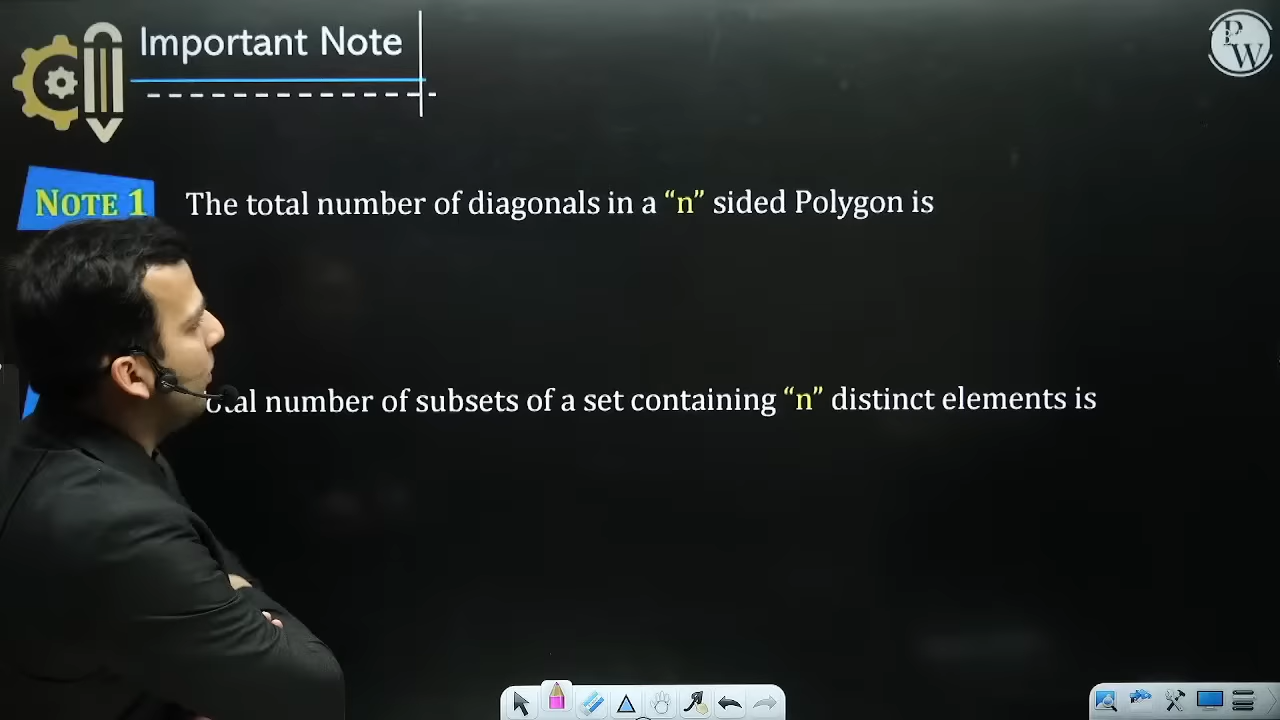 Important Note
PW
NOTE 1 The total number of diagonals in a “n” sided Polygon is
number of subsets of a set containing “n” distinct elements is